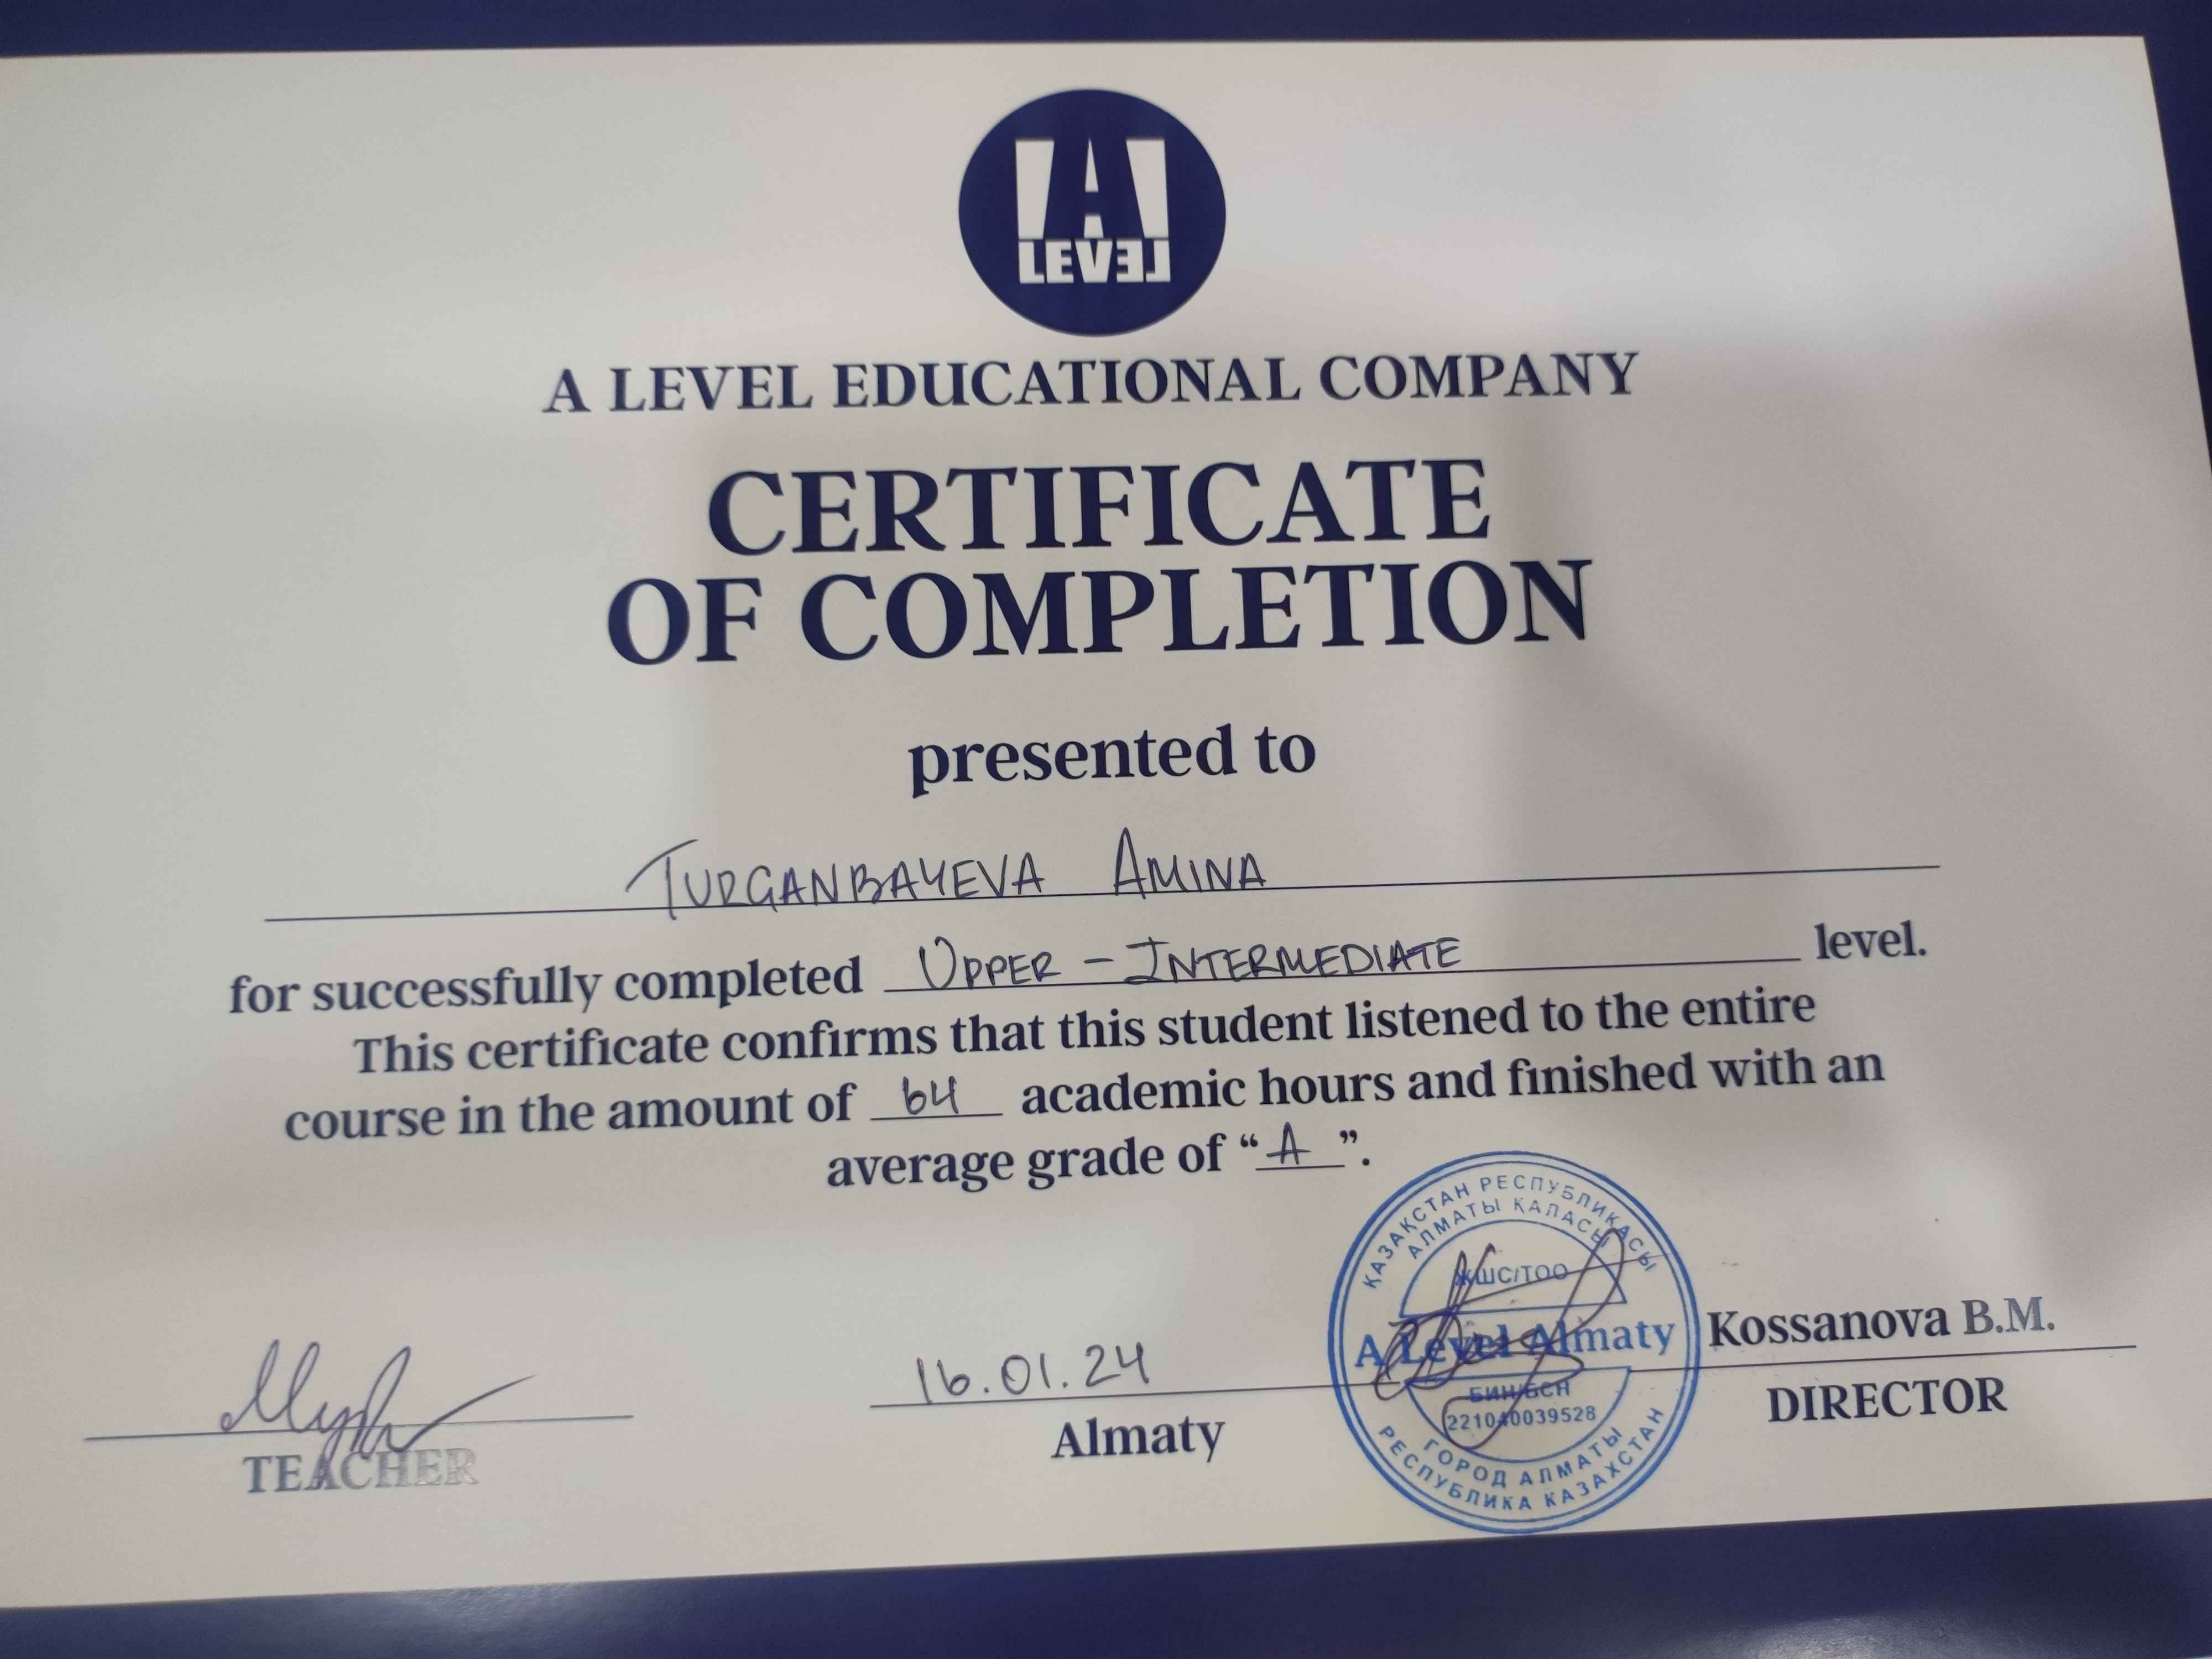 A
LEVEL
A LEVEL EDUCATIONAL COMPANY
CERTIFICATE
OF COMPLETION
presented to
TURGANBAYEVA AMINA
for successfully completed UPPER - INTERMEDIATE level.
This certificate confirms that this student listened to the entire
course in the amount of 64 academic hours and finished with an
average grade of “A”.
ҚАЗАҚСТАН РЕСПУБЛИКАСЫ
АЛМАТЫ ҚАЛАСЫ
ЖШС/ТОО
A Level Almaty
БИН/БСН
221040039528
ГОРОД АЛМАТЫ
РЕСПУБЛИКА КАЗАХСТАН
Kossanova B.M.
DIRECTOR
16.01.24
Almaty
TEACHER